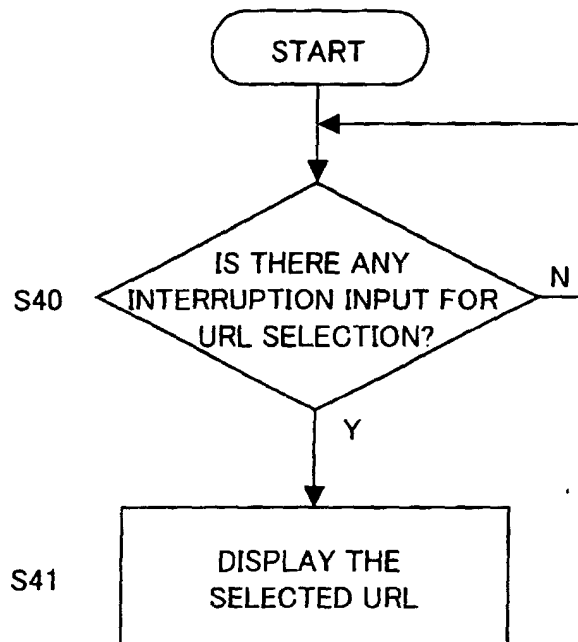 START
IS THERE ANY
S40
INTERRUPTION INPUT FOR
N
URL SELECTION?
Y
DISPLAY THE
S41
SELECTED URL